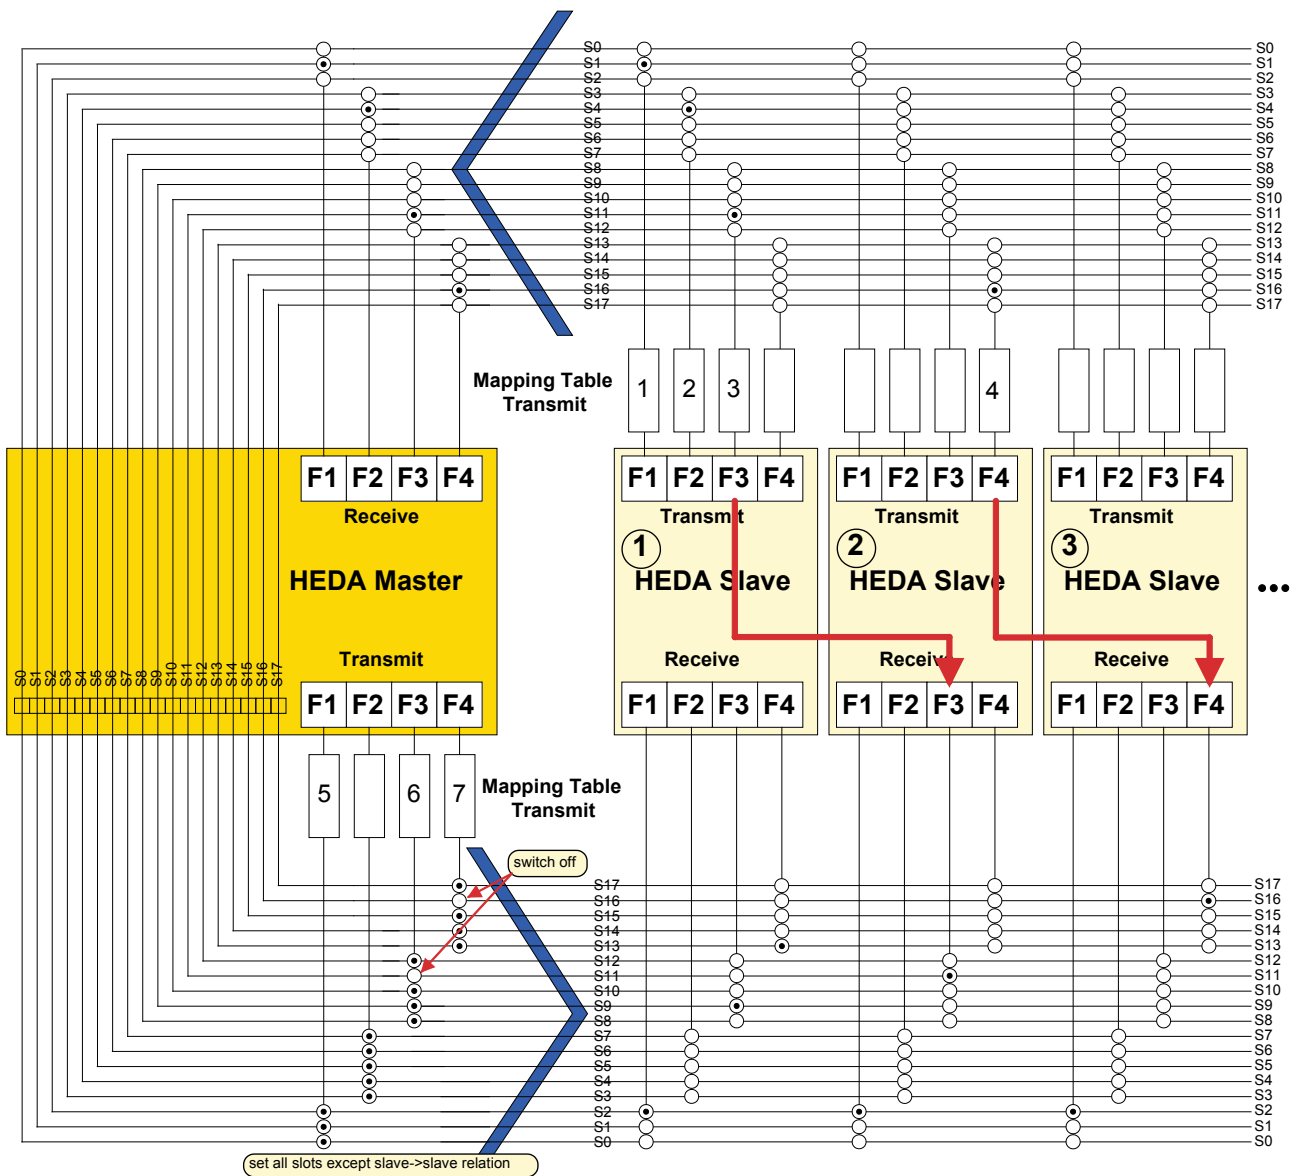 S0 S0
S1 S1
S2 S2
S3 S3
S4 S4
S5 S5
S6 S6
S7 S7
S8 S8
S9 S9
S10 S10
S11 S11
S12 S12
S13 S13
S14 S14
S15 S15
S16 S16
S17 S17
Mapping Table
Transmit
1 2 3 4
F1 F2 F3 F4 F1 F2 F3 F4 F1 F2 F3 F4 F1 F2 F3 F4
Receive Transmit Transmit Transmit
1 2 3
HEDA Master HEDA Slave HEDA Slave HEDA Slave
...
Transmit Receive Receive Receive
S0 S1 S2 S3 S4 S5 S6 S7 S8 S9 S10 S11 S12 S13 S14 S15 S16 S17
F1 F2 F3 F4 F1 F2 F3 F4 F1 F2 F3 F4 F1 F2 F3 F4
5 6 7
Mapping Table
Transmit
switch off
S17 S17
S16 S16
S15 S15
S14 S14
S13 S13
S12 S12
S11 S11
S10 S10
S9 S9
S8 S8
S7 S7
S6 S6
S5 S5
S4 S4
S3 S3
S2 S2
S1 S1
S0 S0
set all slots except slave->slave relation